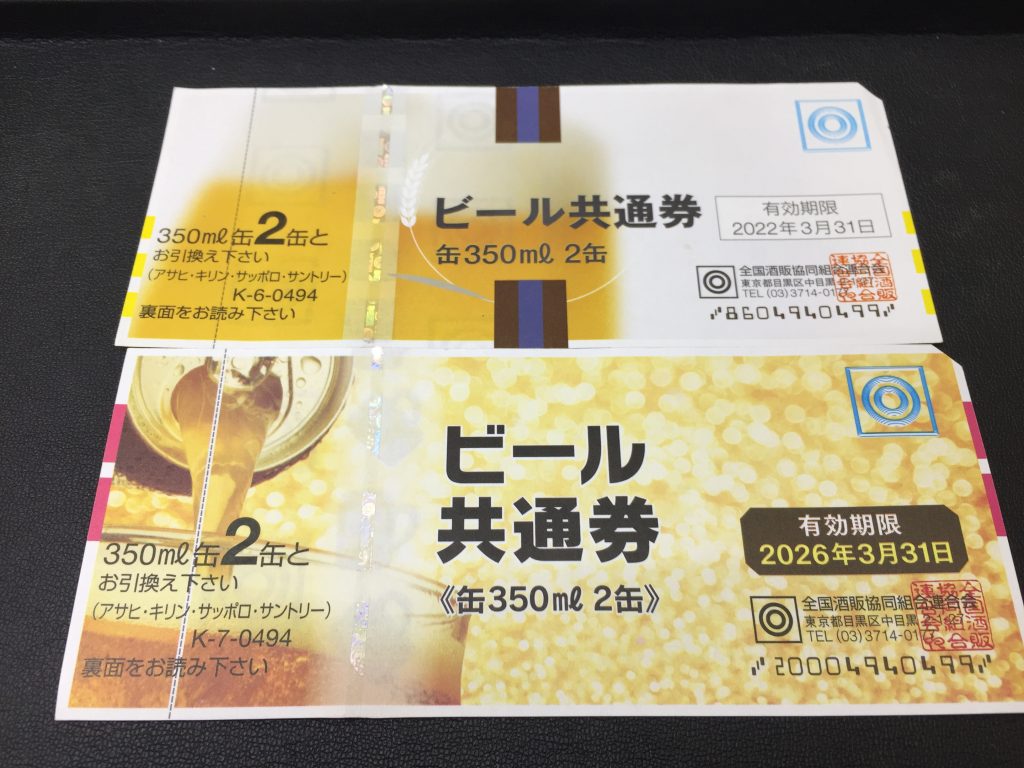 ビール共通券
缶350ml 2缶
有効期限
2022年3月31日
350ml缶2缶と
お引換え下さい
(アサヒ・キリン・サッポロ・サントリー)
K-6-0494
裏面をお読み下さい
全国酒販協同組合連合会
東京都目黒区中目黒
TEL (03)3714-01
8604940499
ビール
共通券
《缶350ml 2缶》
有効期限
2026年3月31日
350ml缶2缶と
お引換え下さい
(アサヒ・キリン・サッポロ・サントリー)
K-7-0494
裏面をお読み下さい
全国酒販協同組合連合会
東京都目黒区中目黒
TEL (03)3714-01
20004940499